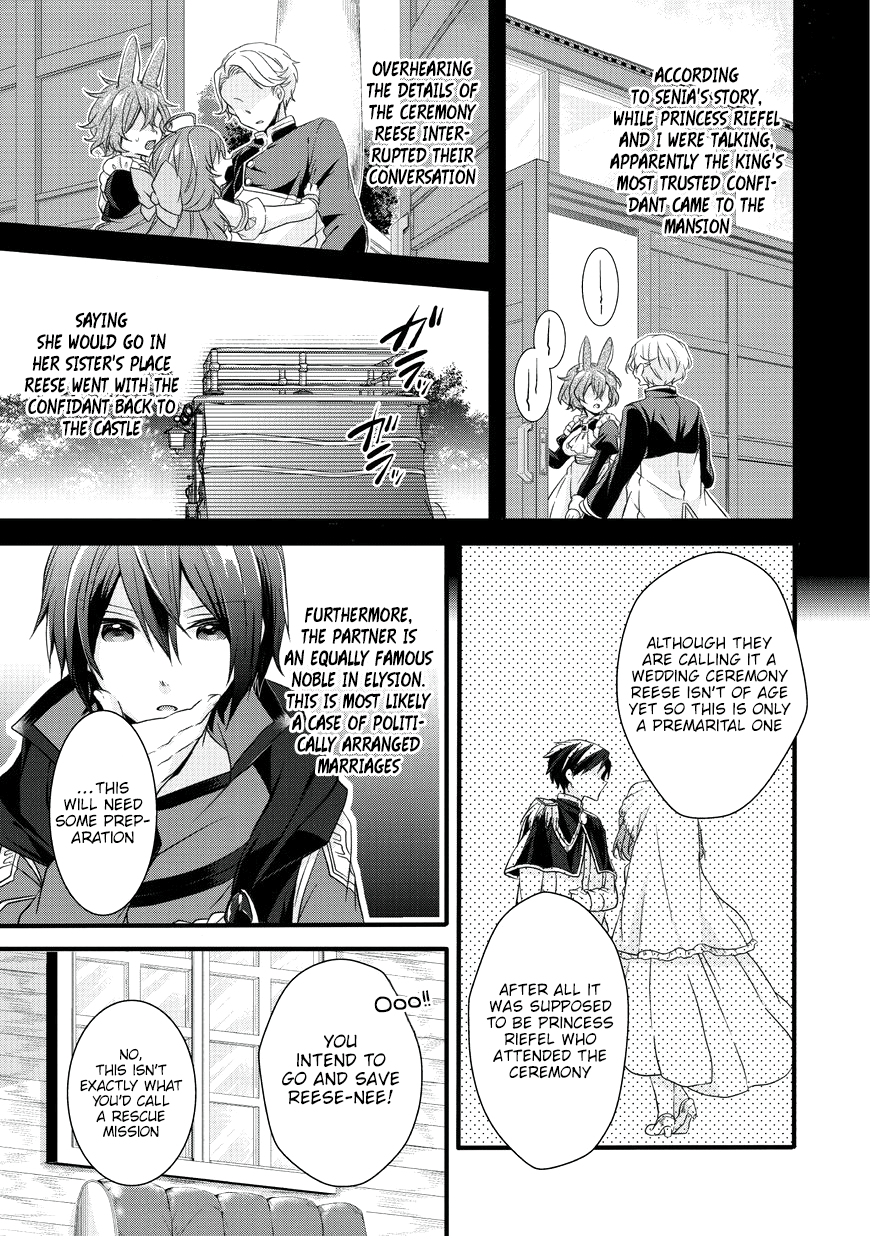 ACCORDING
TO SENIA'S STORY,
WHILE PRINCESS RIEFEL
AND I WERE TALKING,
APPARENTLY THE KING'S
MOST TRUSTED CONFI-
DANT CAME TO THE
MANSION
OVERHEARING
THE DETAILS OF
THE CEREMONY
REESE INTER-
RUPTED THEIR
CONVERSATION
ガ
ガッ
SAYING
SHE WOULD GO IN
HER SISTER'S PLACE
REESE WENT WITH THE
CONFIDANT BACK TO
THE CASTLE
ALTHOUGH THEY
ARE CALLING IT A
WEDDING CEREMONY
REESE ISN'T OF AGE
YET SO THIS IS ONLY
A PREMARITAL ONE
AFTER ALL IT
WAS SUPPOSED
TO BE PRINCESS
RIEFEL WHO
ATTENDED THE
CEREMONY
FURTHERMORE,
THE PARTNER IS
AN EQUALLY FAMOUS
NOBLE IN ELYSION.
THIS IS MOST LIKELY
A CASE OF POLITI-
CALLY ARRANGED
MARRIAGES
...THIS
WILL NEED
SOME PREP-
ARATION
Ooo!!
YOU
INTEND TO
GO AND SAVE
REESE-NEE!
NO,
THIS ISN'T
EXACTLY WHAT
YOU'D CALL
A RESCUE
MISSION